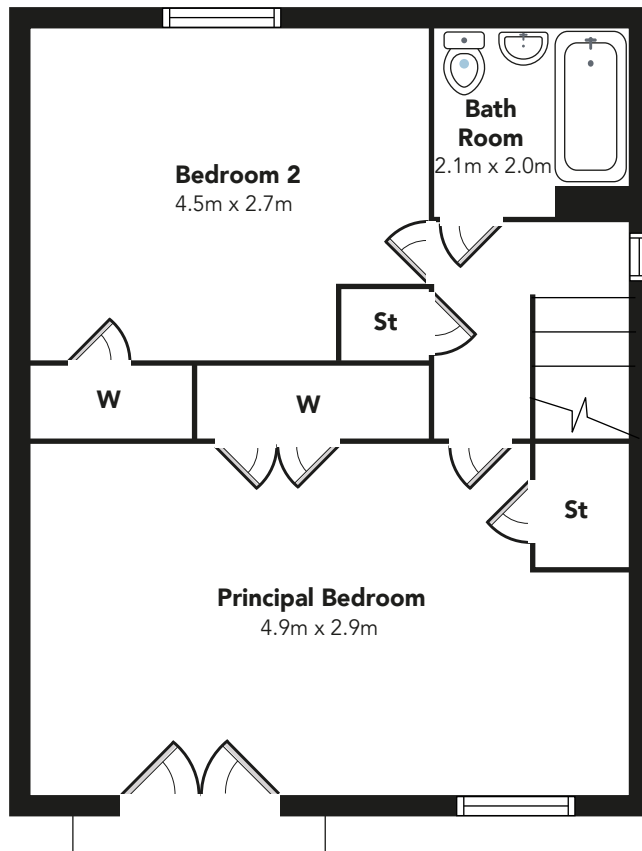 Bath
Room
2.1m x 2.0m
Bedroom 2
4.5m x 2.7m
St
W
W
St
Principal Bedroom
4.9m x 2.9m